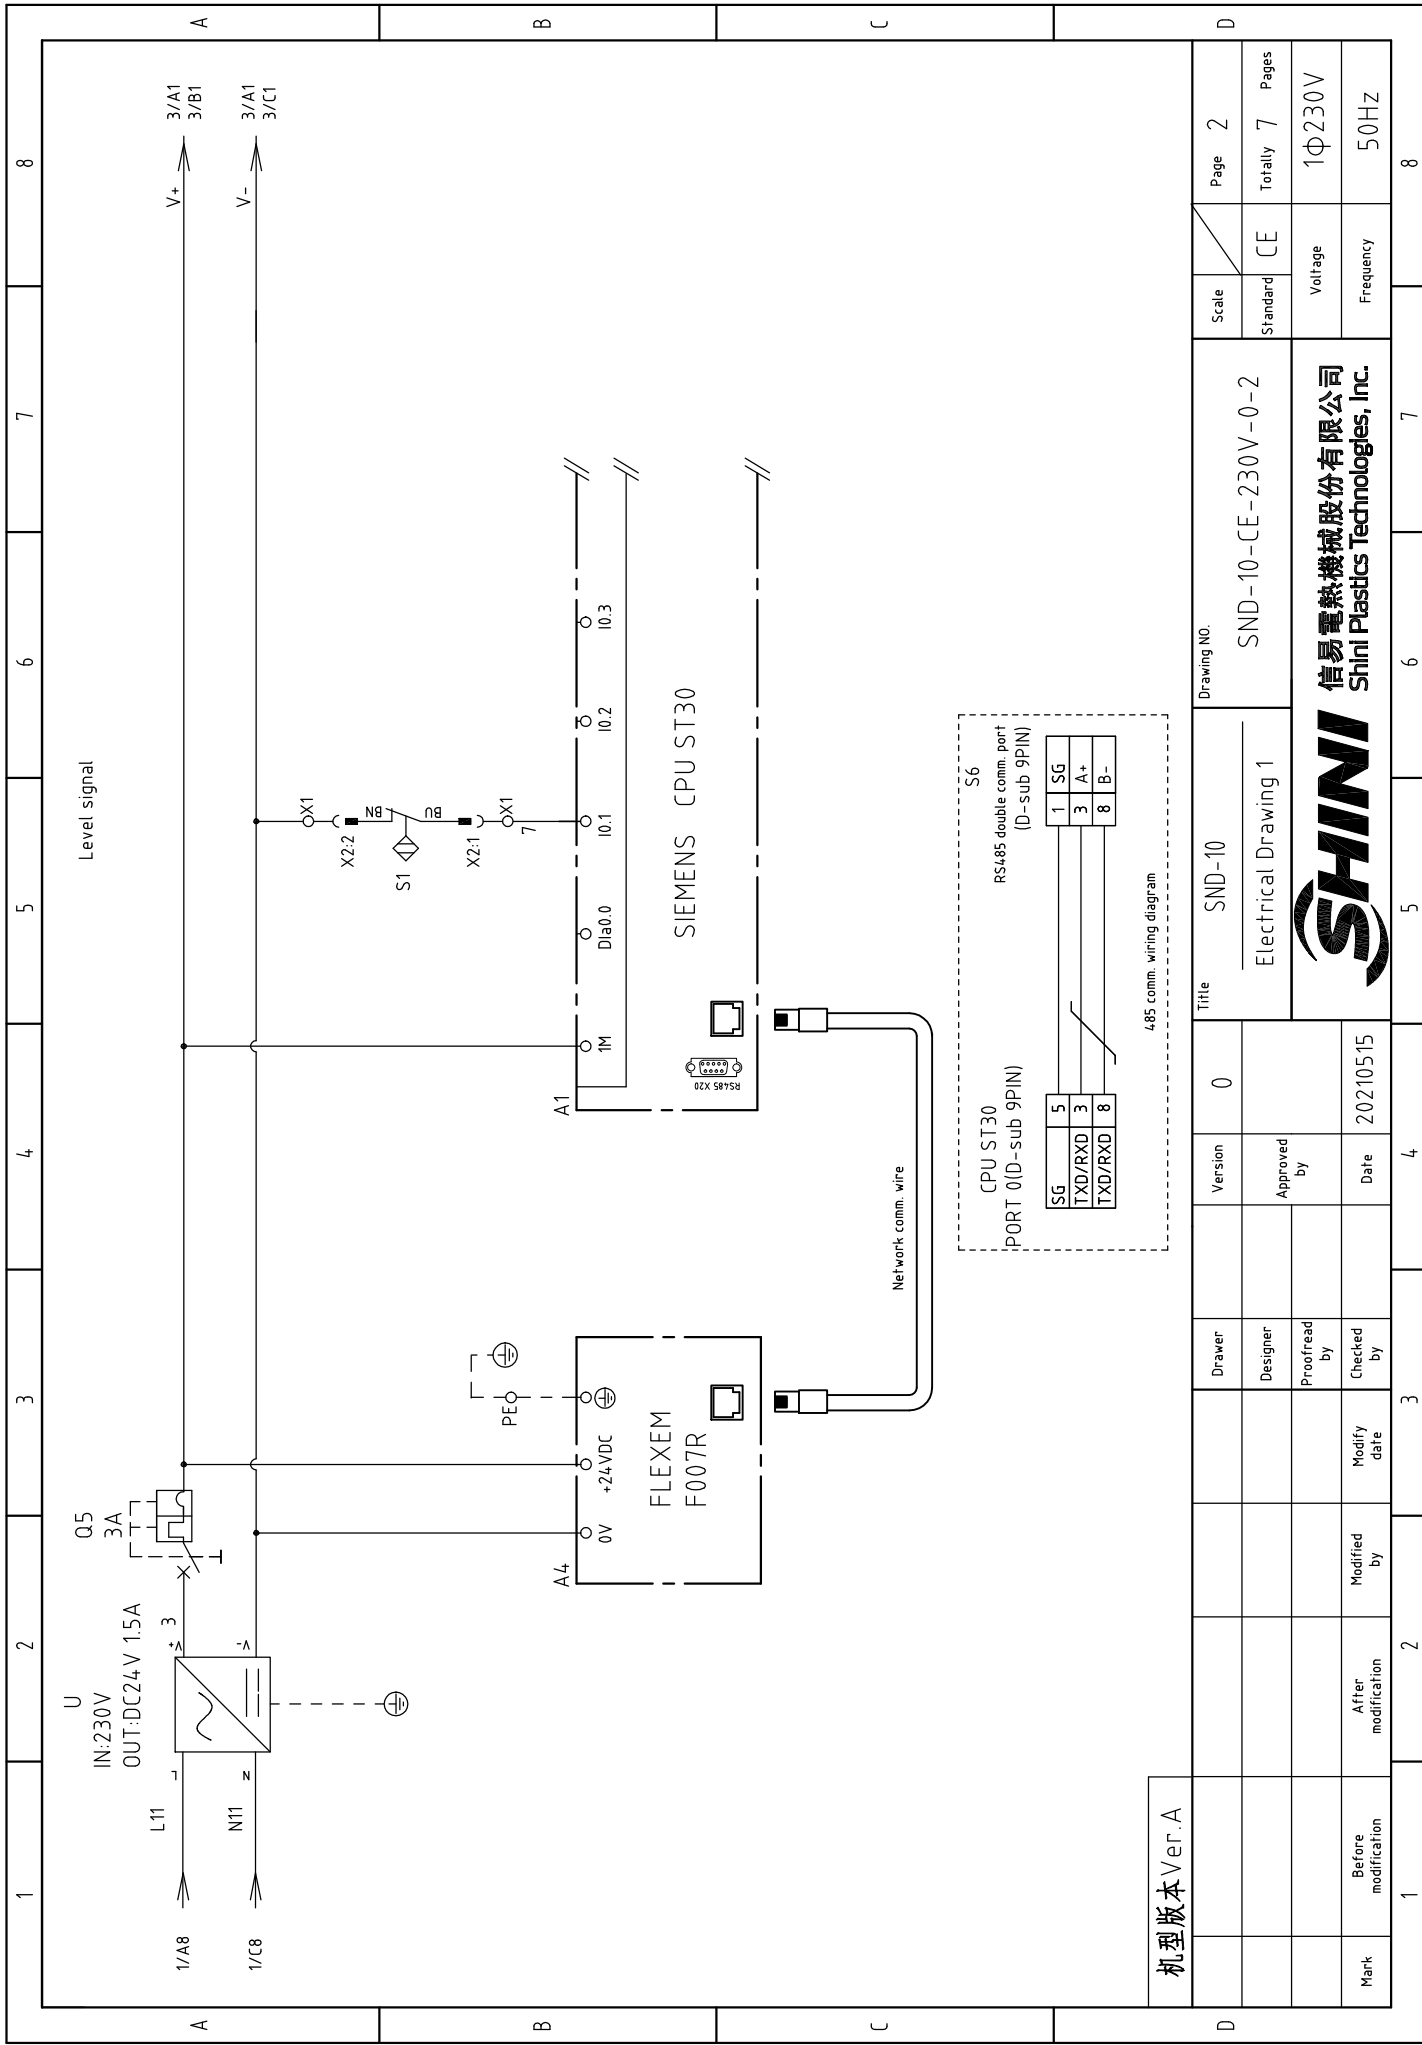 1 2 3 4 5 6 7 8
A
B
C
D
A
B
C
D
1 2 3 4 5 6 7 8
1/A8
1/C8
L11
N11
U
IN:230V
OUT:DC24V 1.5A
L
N
+
-
3
Q5
3A
Level signal
V+
V-
3/A1
3/B1
3/A1
3/C1
X1
X2:2
BN
S1
BU
X2:1
X1
7
PE
A4
0V
+24VDC
FLEXEM
F007R
A1
1M
DIa0.0
I0.1
I0.2
I0.3
RS485 X20
SIEMENS CPU ST30
Network comm. wire
CPU ST30
PORT 0(D-sub 9PIN)
S6
RS485 double comm. port
(D-sub 9PIN)
SG 5 1 SG
TXD/RXD 3 3 A+
TXD/RXD 8 8 B-
485 comm. wiring diagram
机型版本Ver.A
Mark
Before
modification
After
modification
Modified
by
Modify
date
Drawer
Designer
Proofread
by
Checked
by
Version 0
Approved
by
Date 20210515
Title
SND-10
Electrical Drawing 1
Drawing NO.
SND-10-CE-230V-0-2
SHINI
信易電熱機械股份有限公司
Shini Plastics Technologies, Inc.
Scale
Page 2
Standard CE
Totally 7 Pages
Voltage 1Φ230V
Frequency 50Hz